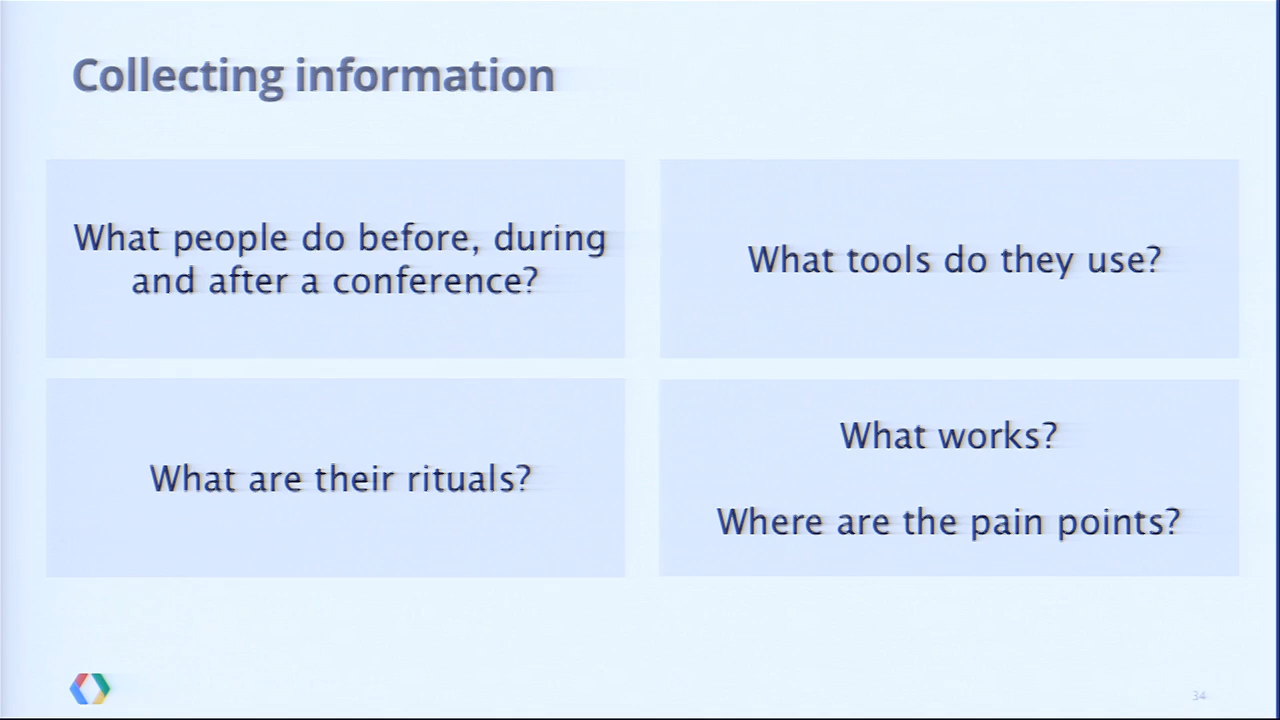 Collecting information
What people do before, during
and after a conference?
What tools do they use?
What are their rituals?
What works?
Where are the pain points?
34